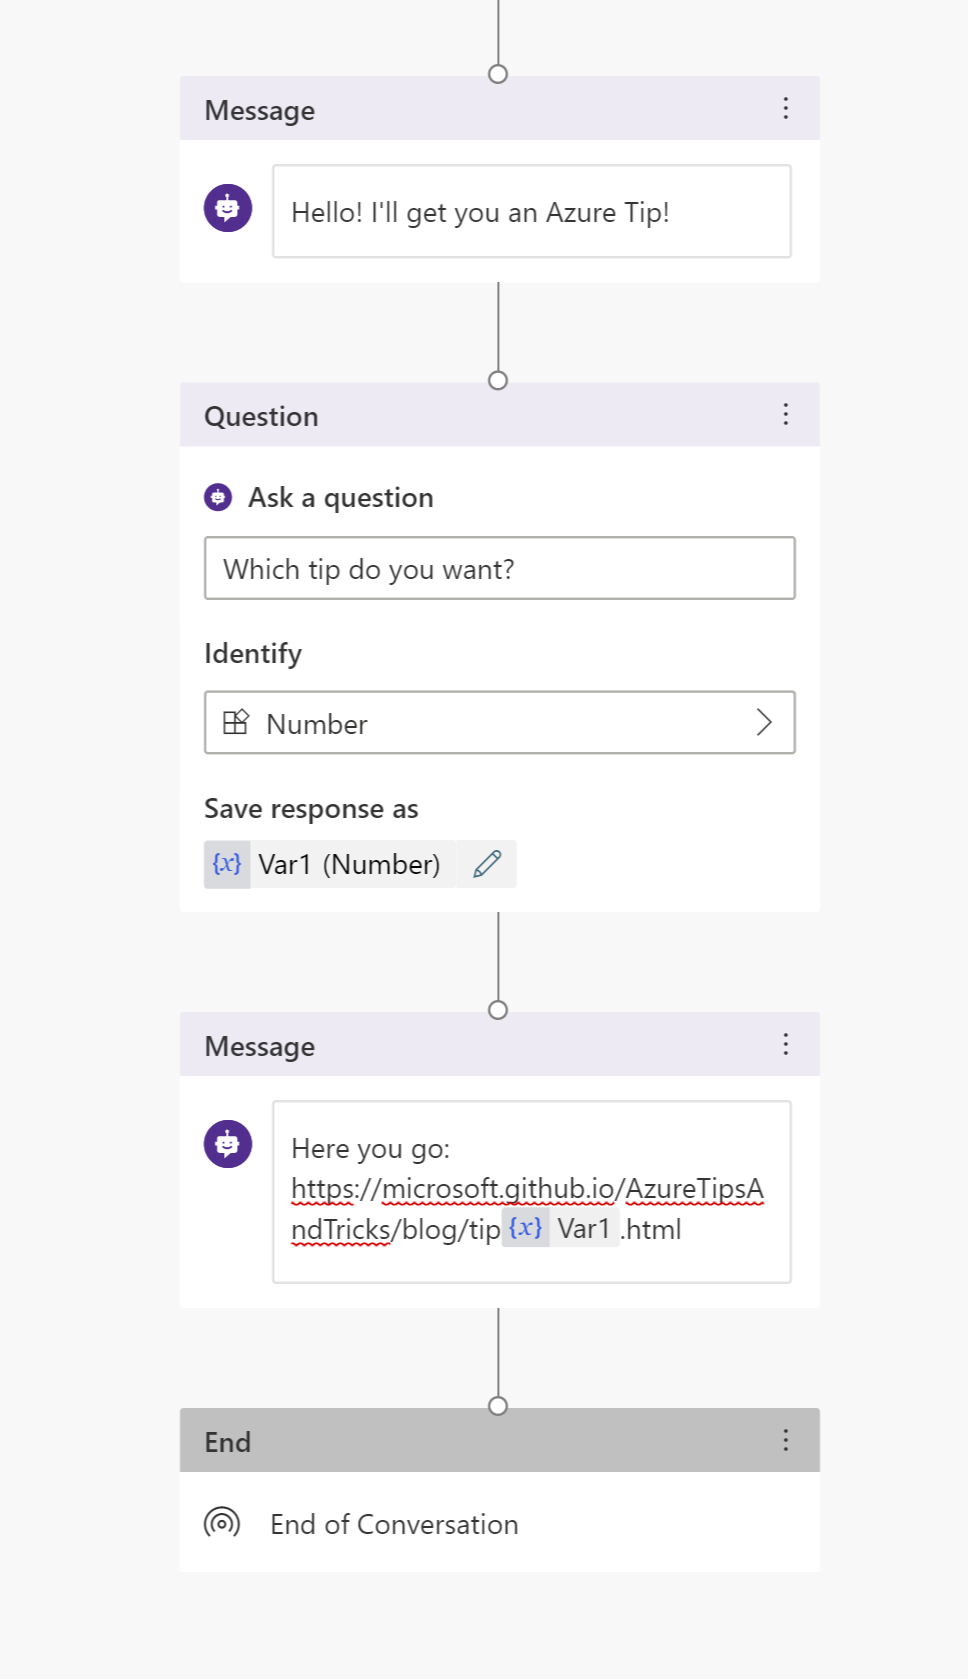 Message
Hello! I'll get you an Azure Tip!
Question
Ask a question
Which tip do you want?
Identify
Number
Save response as
{x} Var1 (Number)
Message
Here you go:
https://microsoft.github.io/AzureTipsA
ndTricks/blog/tip{x} Var1.html
End
End of Conversation